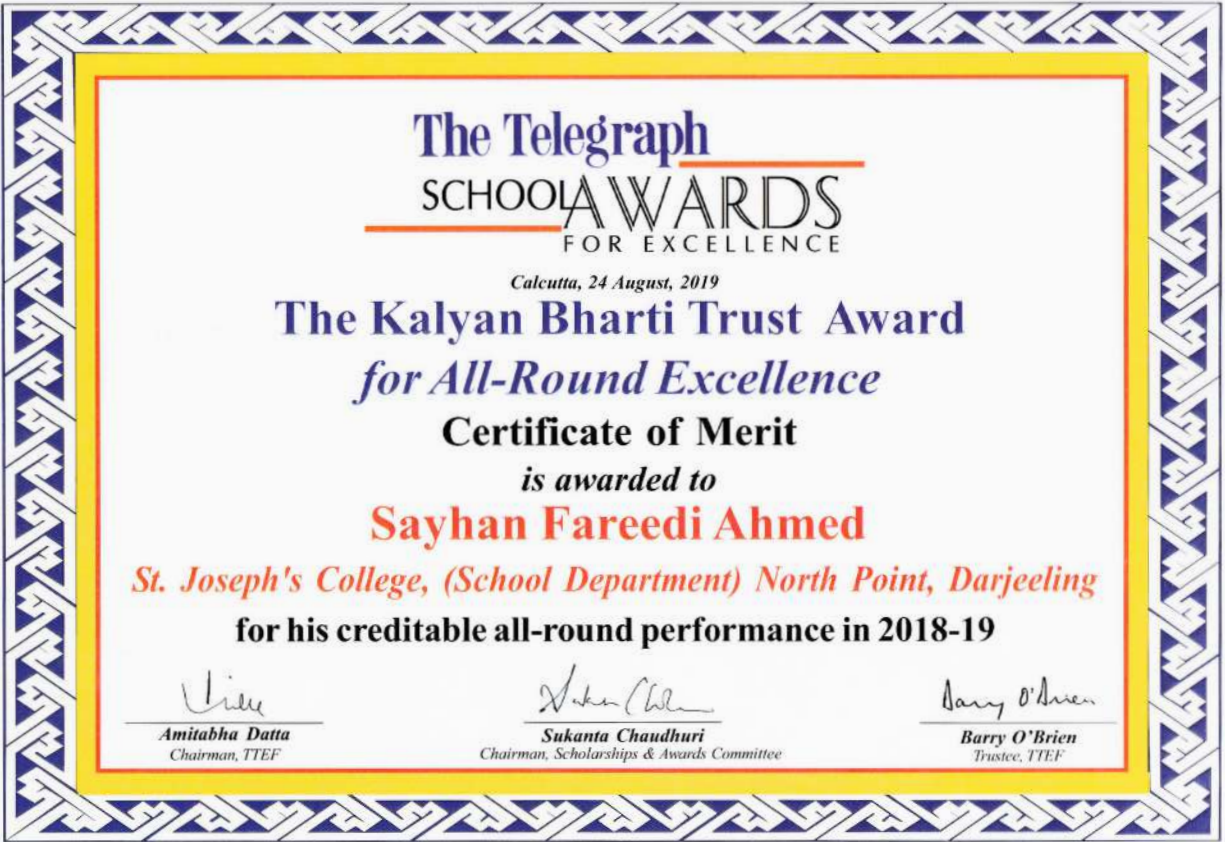 The Telegraph
SCHOOL AWARDS
FOR EXCELLENCE
Calcutta, 24 August, 2019
The Kalyan Bharti Trust Award
for All-Round Excellence
Certificate of Merit
is awarded to
Sayhan Fareedi Ahmed
St. Joseph's College, (School Department) North Point, Darjeeling
for his creditable all-round performance in 2018-19
Barry O'Brien
Amitabha Datta Sukanta Chaudhuri Barry O'Brien
Chairman, TTEF Chairman, Scholarships & Awards Committee Trustee, TTEF